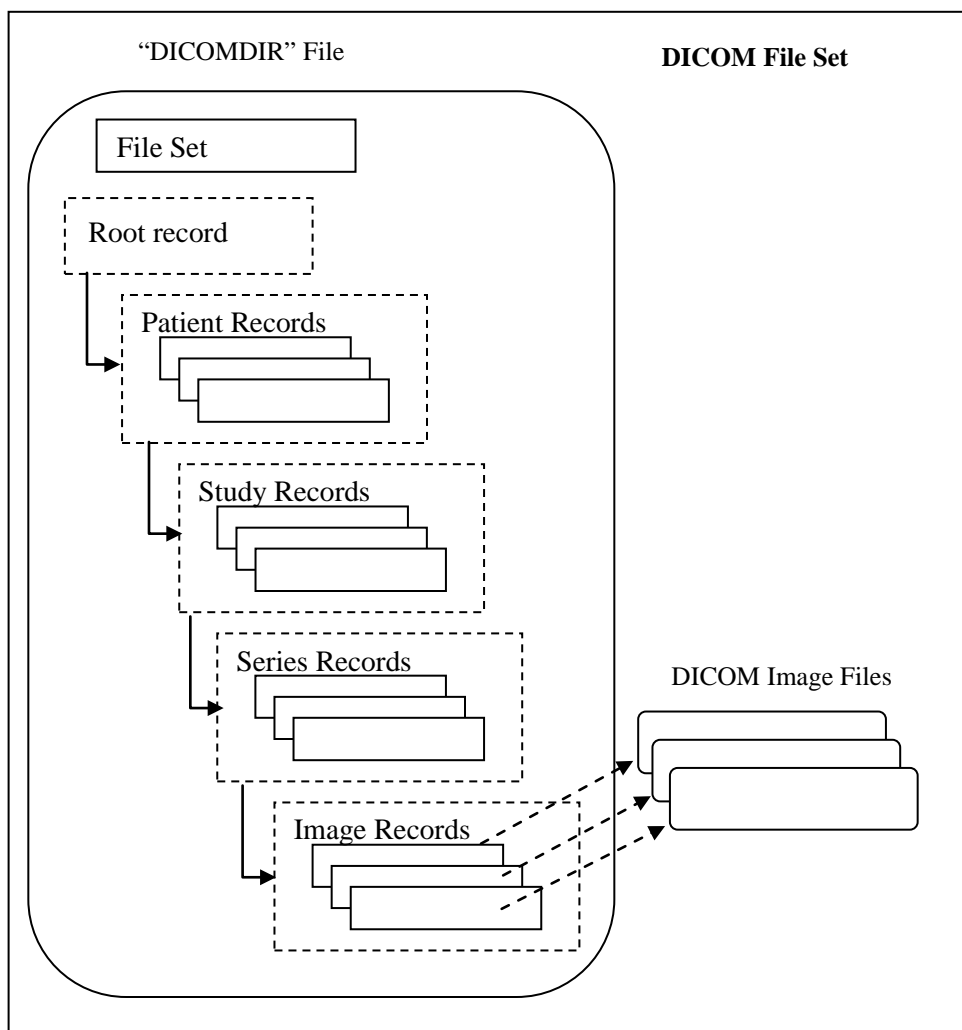 “DICOMDIR” File
DICOM File Set
File Set
Root record
Patient Records
Study Records
Series Records
DICOM Image Files
Image Records